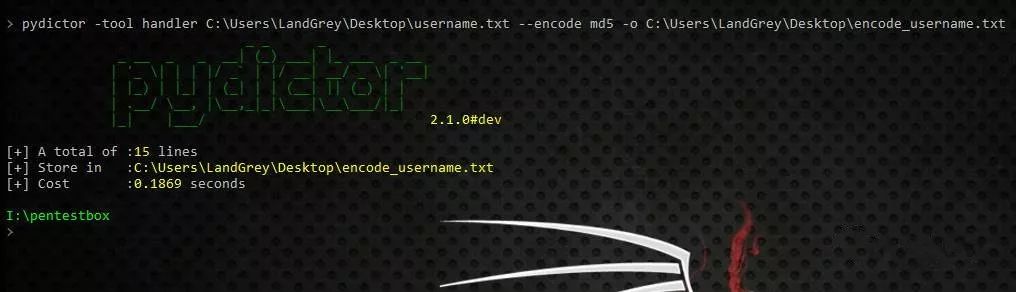 > pydictor -tool handler C:\Users\LandGrey\Desktop\username.txt --encode md5 -o C:\Users\LandGrey\Desktop\encode_username.txt
pydictor
2.1.0#dev
[+] A total of :15 lines
[+] Store in   :C:\Users\LandGrey\Desktop\encode_username.txt
[+] Cost       :0.1869 seconds
I:\pentestbox
>